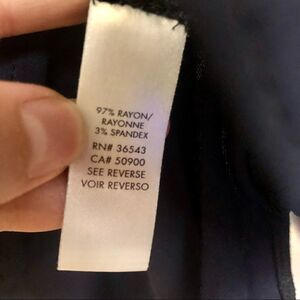 97% RAYON/
RAYONNE
3% SPANDEX
RN# 36543
CA# 50900
SEE REVERSE
VOIR REVERSO